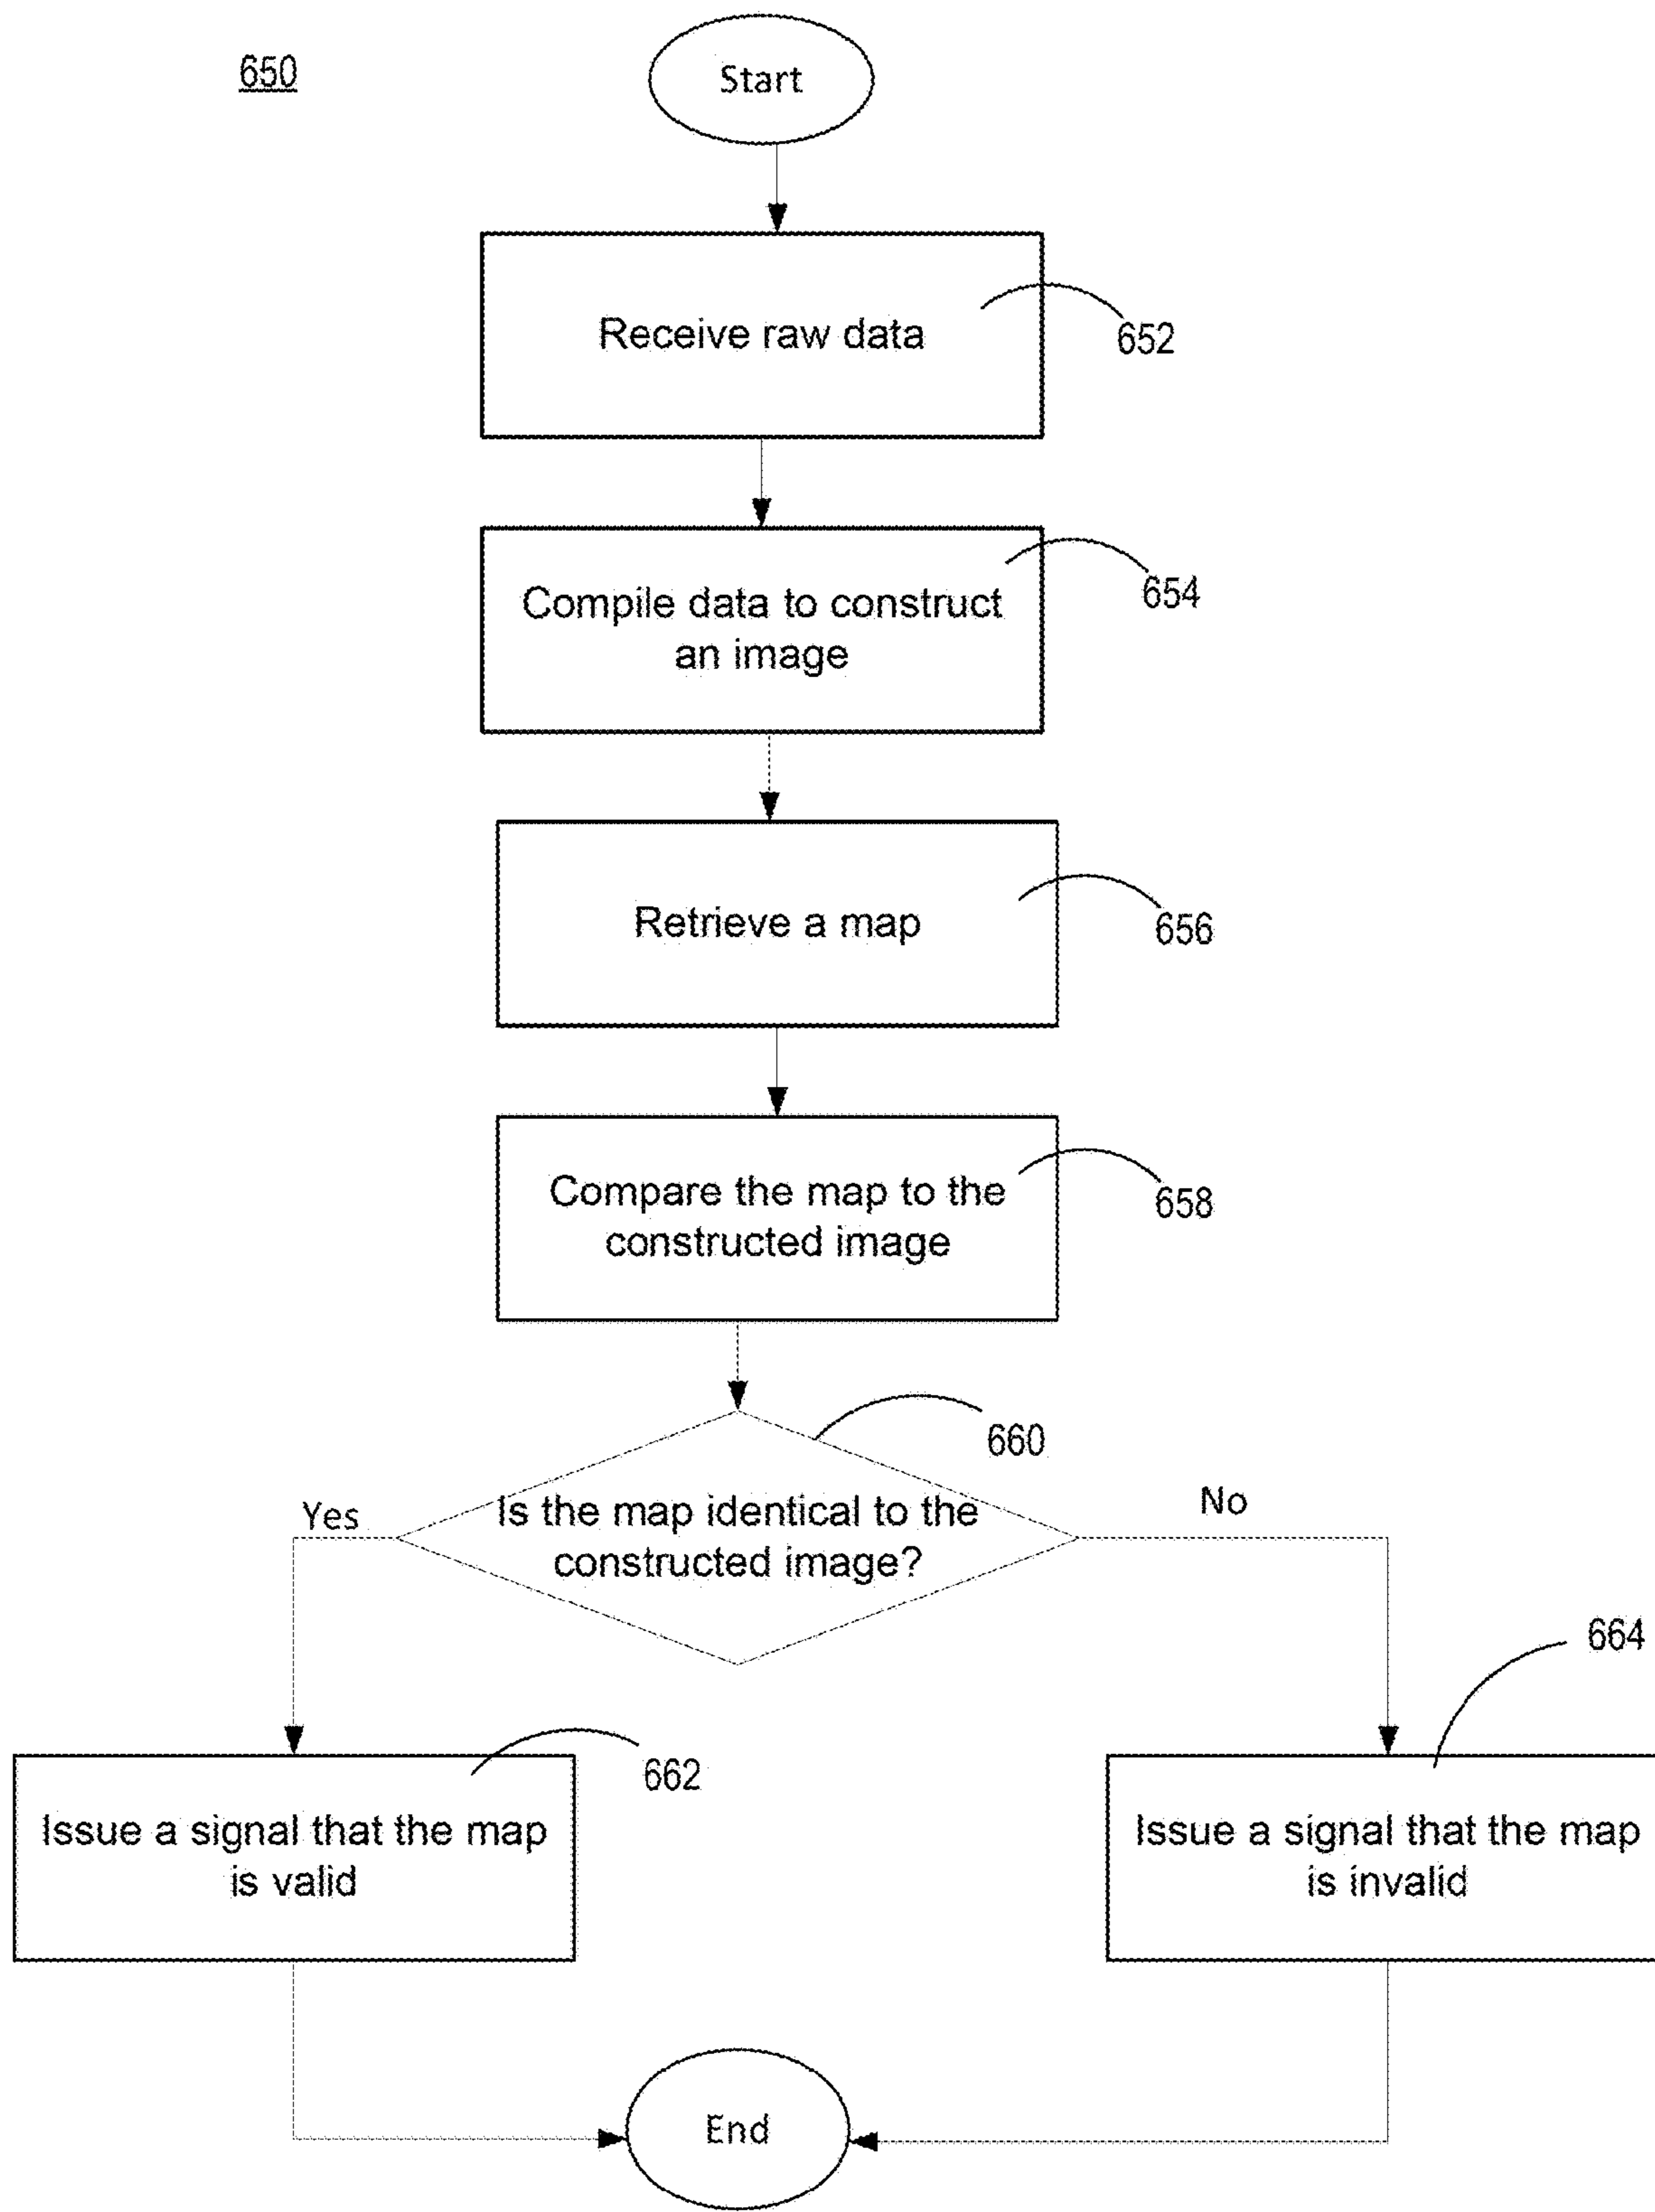 650
Start
Receive raw data
652
Compile data to construct
an image
654
Retrieve a map
656
Compare the map to the
constructed image
658
660
Yes
Is the map identical to the
constructed image?
No
664
662
Issue a signal that the map
is valid
Issue a signal that the map
is invalid
End